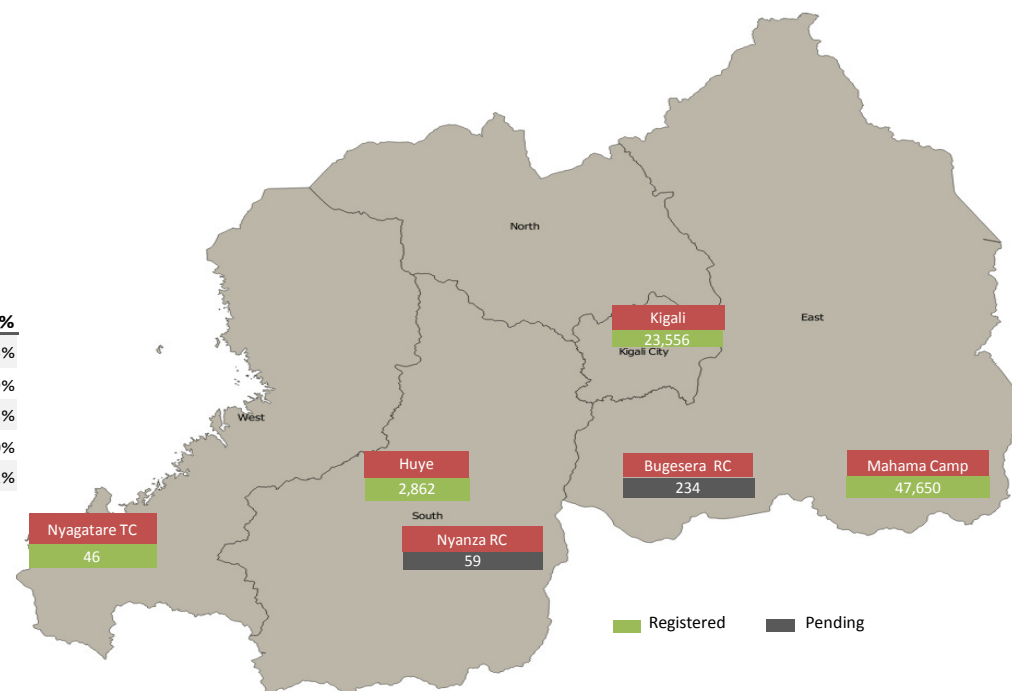 North
%
%
%
%
%
%
Kigali
23,556
Kigali City
East
West
Huye
2,862
Bugesera RC
234
Mahama Camp
47,650
South
Nyagatare TC
46
Nyanza RC
59
Registered
Pending